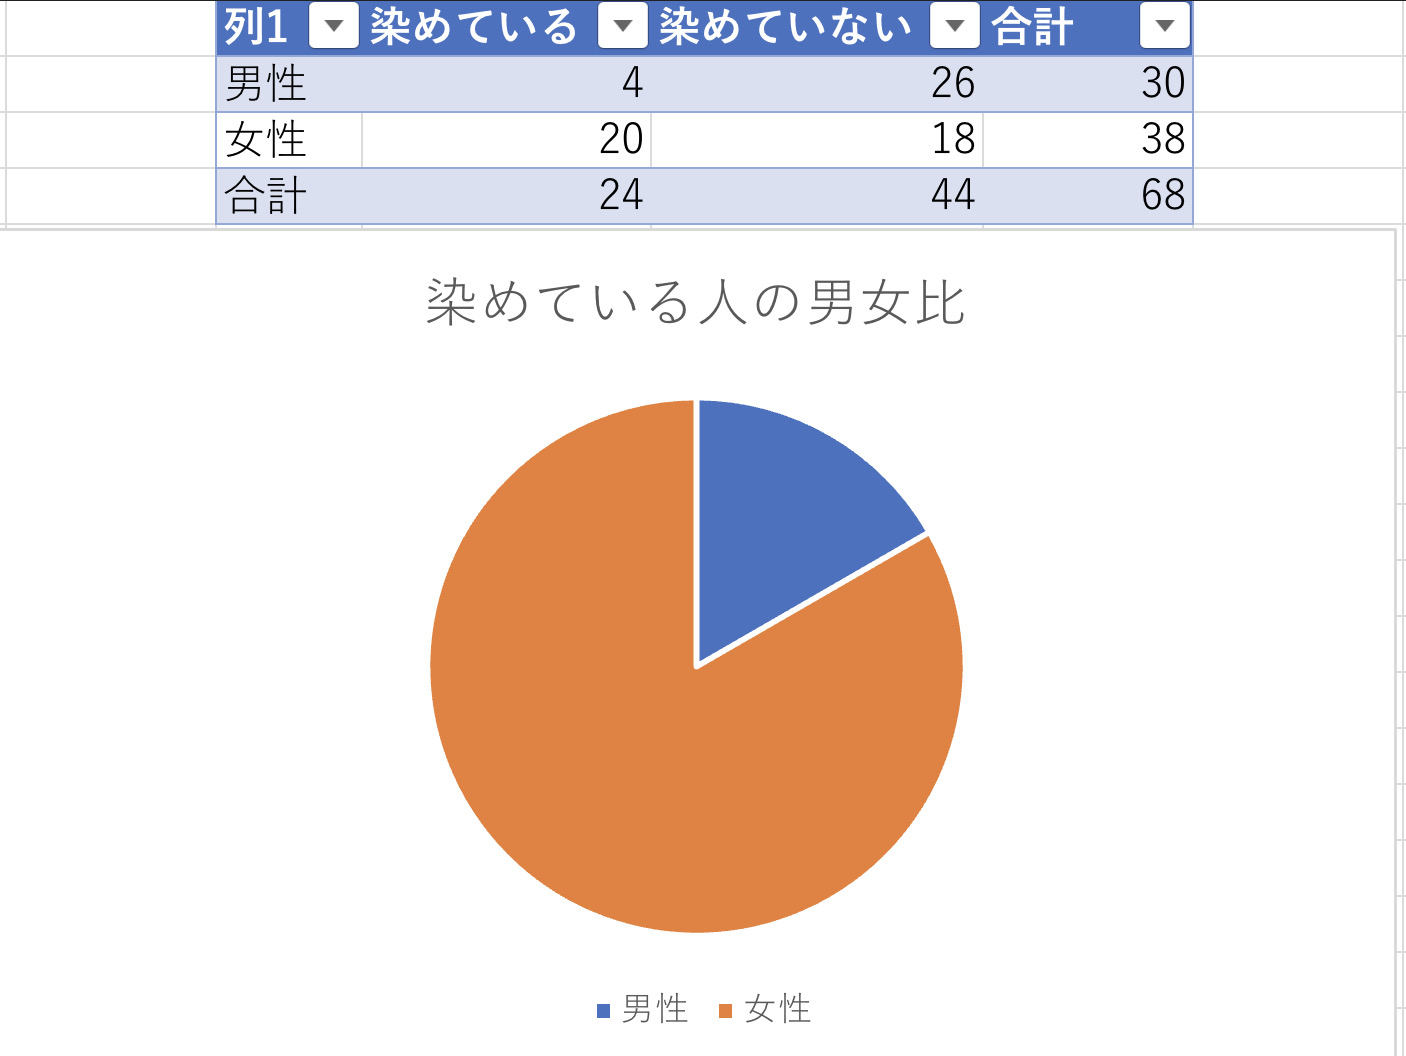 列1 染めている 染めていない 合計
男性 4 26 30
女性 20 18 38
合計 24 44 68
染めている人の男女比
男性 女性